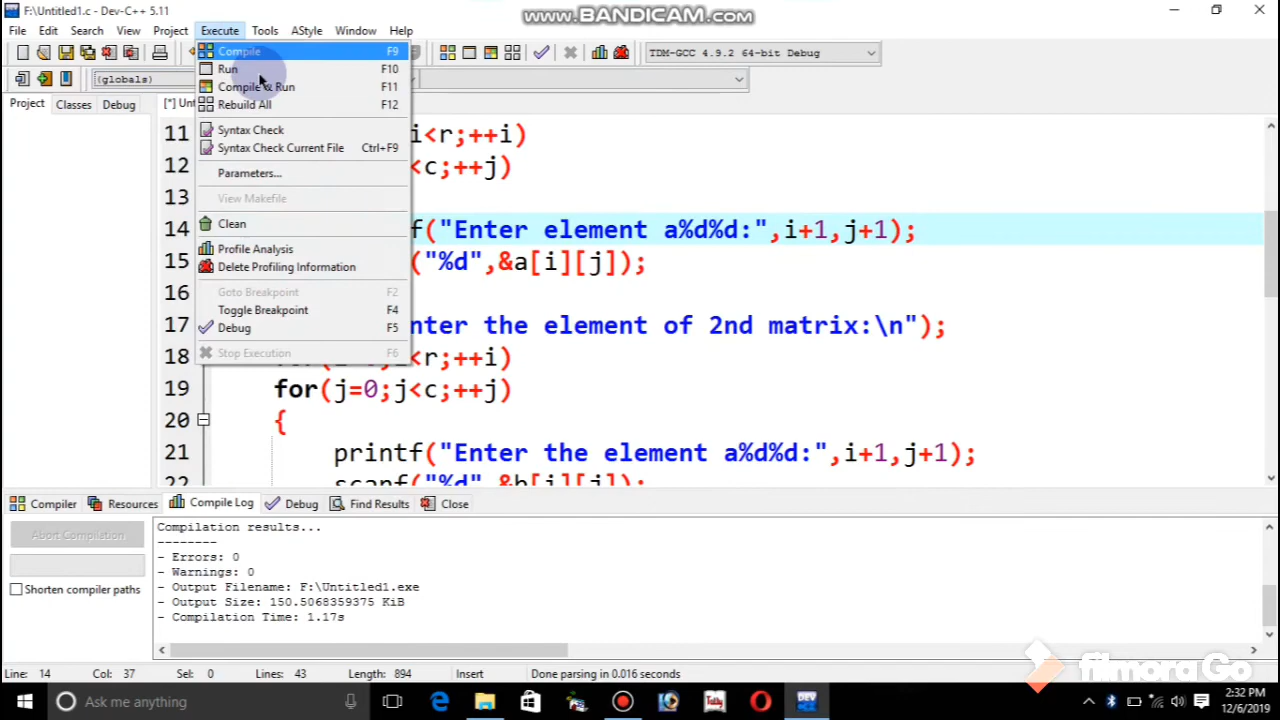 F:\Untitled1.c - Dev-C++ 5.11
www.BANDICAM.com
File Edit Search View Project Execute Tools AStyle Window Help
TDM-GCC 4.9.2 64-bit Debug
(globals)
Project Classes Debug
[*] Unt
Compile F9
Run F10
Compile & Run F11
Rebuild All F12
Syntax Check
Syntax Check Current File Ctrl+F9
Parameters...
View Makefile
Clean
Profile Analysis
Delete Profiling Information
Goto Breakpoint F2
Toggle Breakpoint F4
Debug F5
Stop Execution F6
11 i<r;++i)
12 <c;++j)
13
14 f("Enter element a%d%d:",i+1,j+1);
15 ("%d",&a[i][j]);
16
17 nter the element of 2nd matrix:\n");
18 <r;++i)
19 for(j=0;j<c;++j)
20 {
21 printf("Enter the element a%d%d:",i+1,j+1);
22 scanf("%d",&b[i][j]);
Compiler Resources Compile Log Debug Find Results Close
Abort Compilation
Shorten compiler paths
Compilation results...
--------
- Errors: 0
- Warnings: 0
- Output Filename: F:\Untitled1.exe
- Output Size: 150.5068359375 KiB
- Compilation Time: 1.17s
Line: 14 Col: 37 Sel: 0 Lines: 43 Length: 894 Insert Done parsing in 0.016 seconds
filmoraGo
Ask me anything
Tally
DEV
2:32 PM
12/6/2019